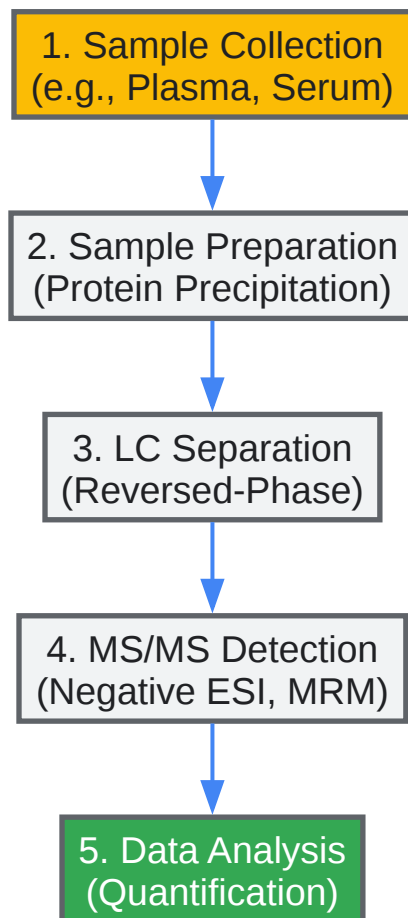 1. Sample Collection
(e.g., Plasma, Serum)
2. Sample Preparation
(Protein Precipitation)
3. LC Separation
(Reversed-Phase)
4. MS/MS Detection
(Negative ESI, MRM)
5. Data Analysis
(Quantification)